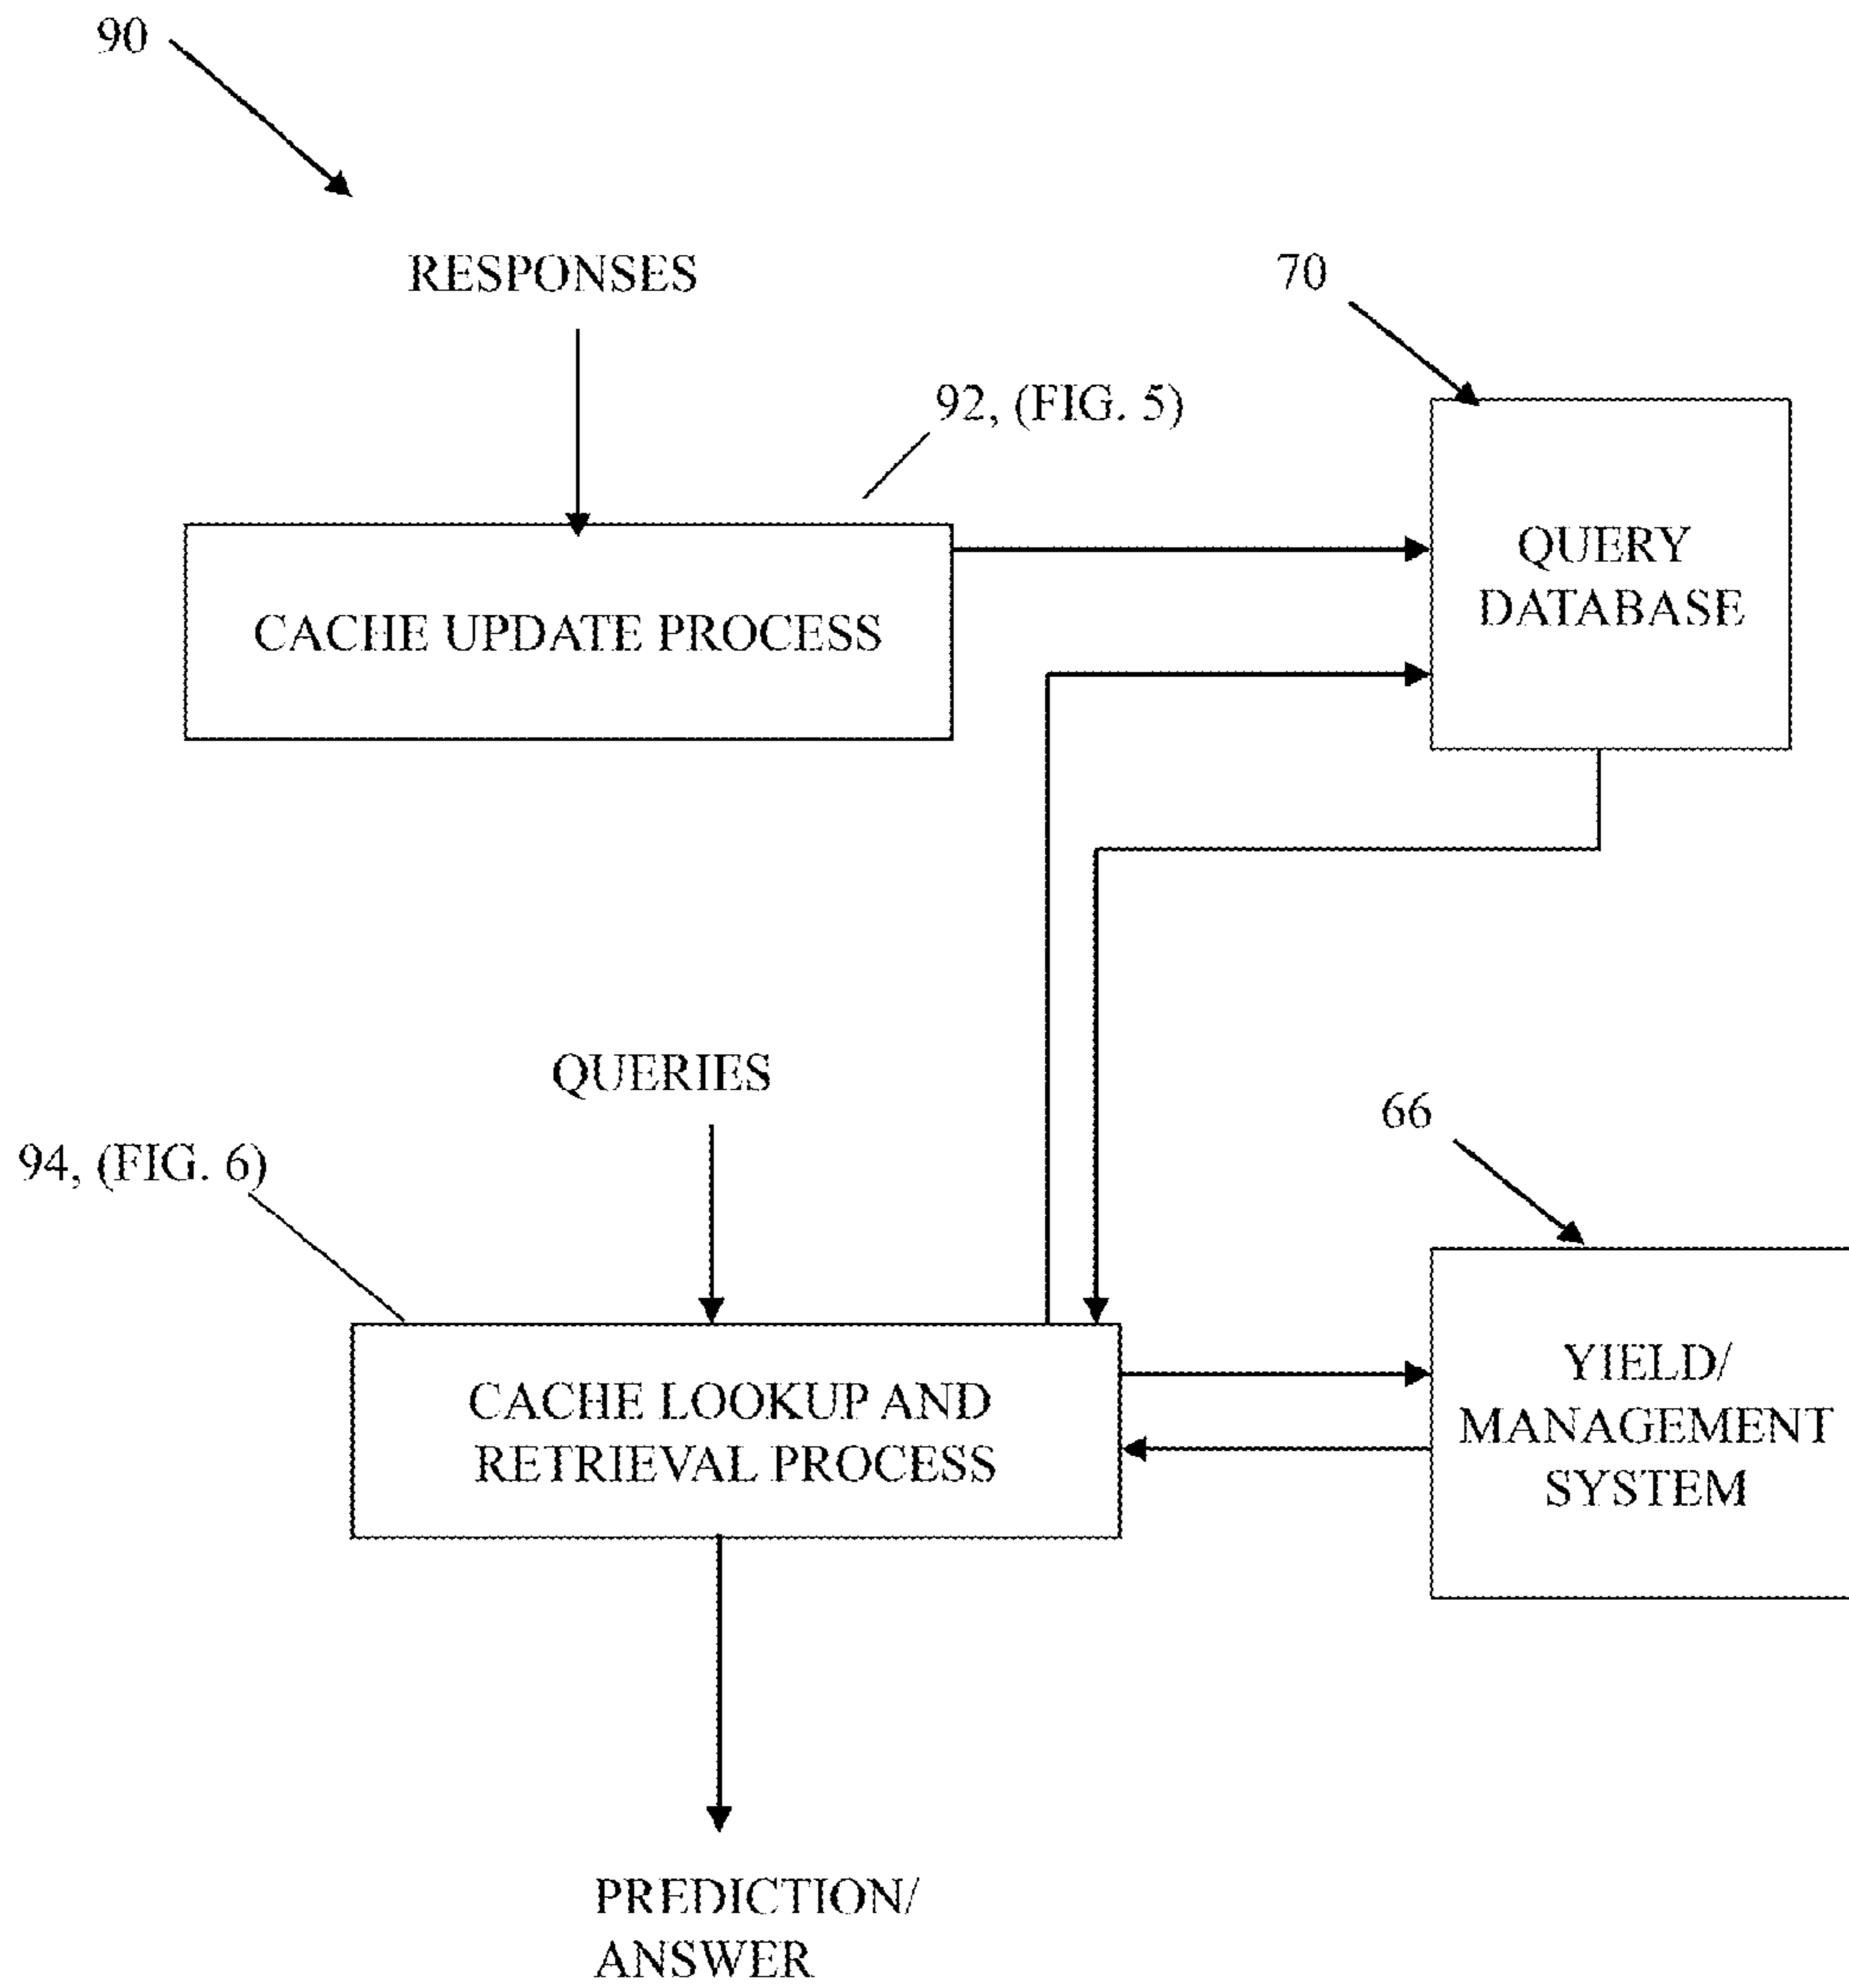 90
RESPONSES
70
92, (FIG. 5)
QUERY
DATABASE
CACHE UPDATE PROCESS
QUERIES
66
94, (FIG. 6)
YIELD/
MANAGEMENT
SYSTEM
CACHE LOOKUP AND
RETRIEVAL PROCESS
PREDICTION/
ANSWER